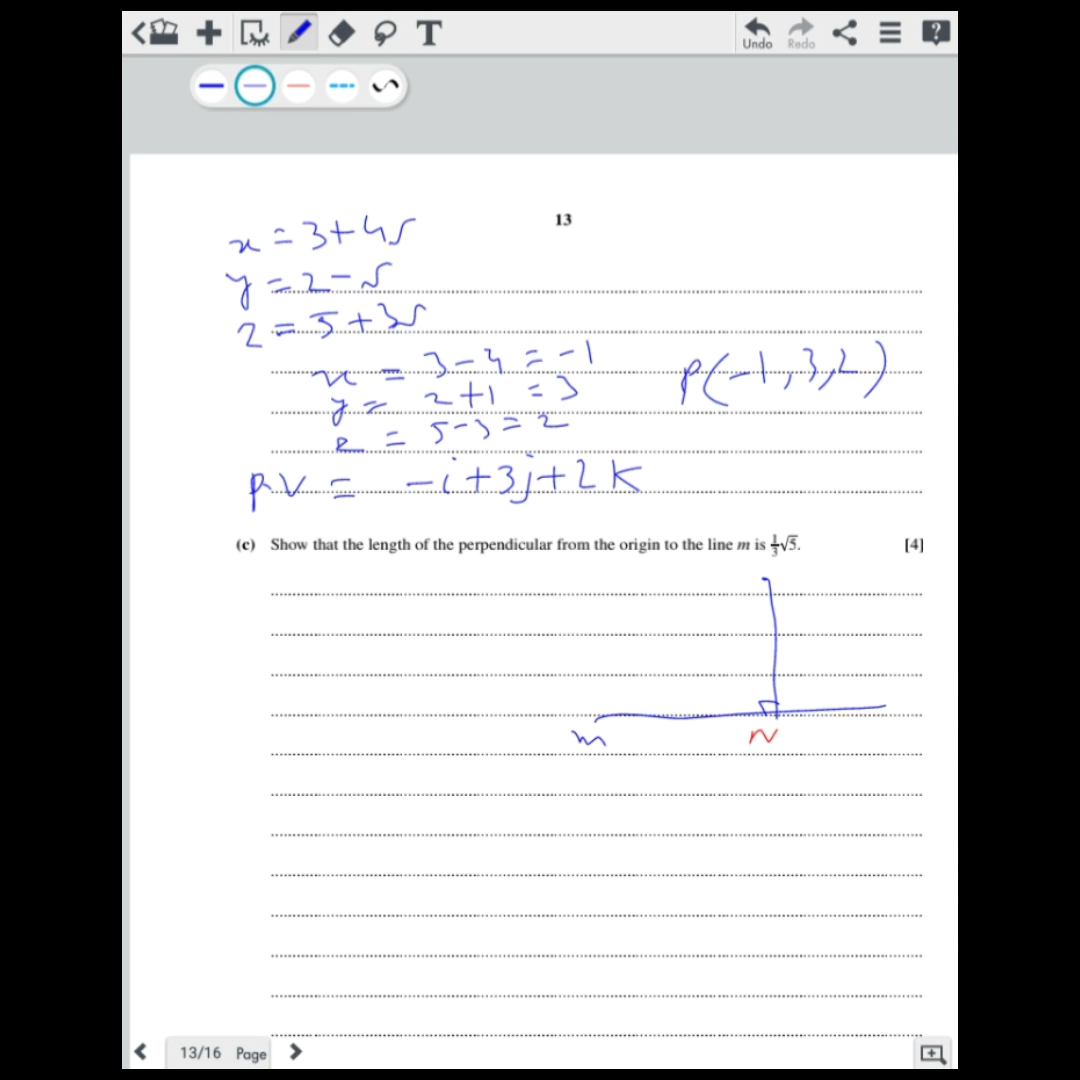 T
Undo
Redo
?
13
x = 3+4s
y = 2-s
z = 5+3s
x = 3-4 = -1
y = 2+1 = 3
P(-1,3,2)
z = 5-3 = 2
PV = -i+3j+2k
(c) Show that the length of the perpendicular from the origin to the line m is 1/3√5. [4]
m
N
13/16 Page